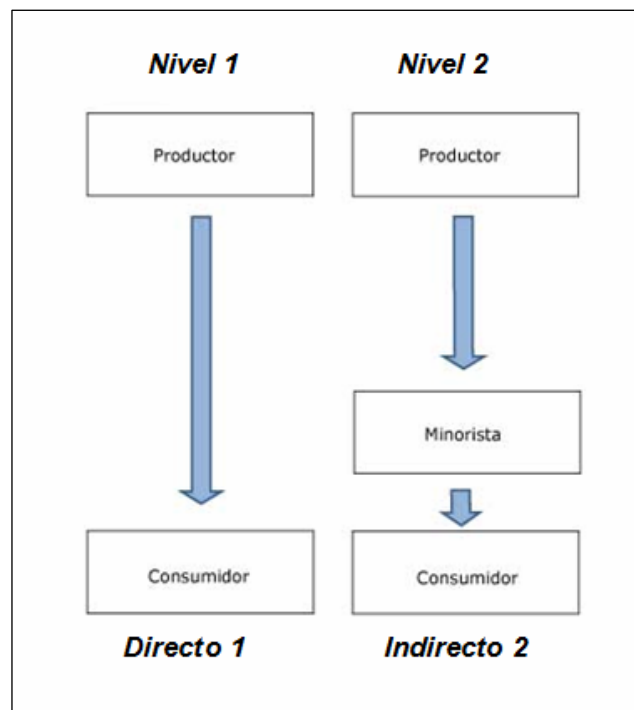 Nivel 1
Nivel 2
Productor
Productor
Minorista
Consumidor
Consumidor
Directo 1
Indirecto 2